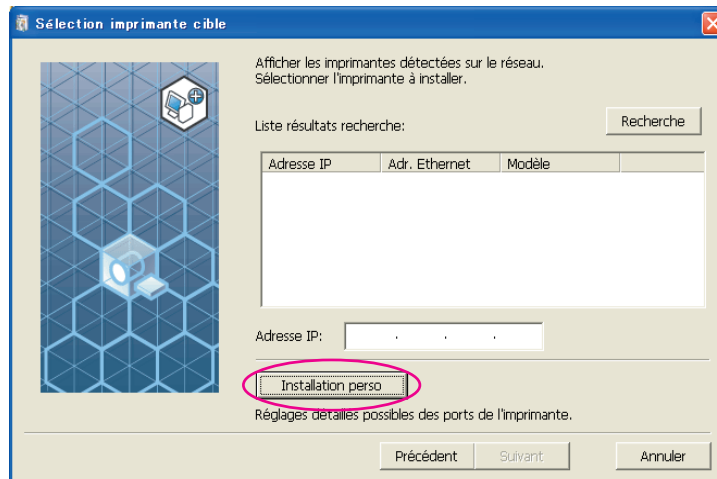 Sélection imprimante cible
Afficher les imprimantes détectées sur le réseau.
Sélectionner l'imprimante à installer.
Liste résultats recherche:
Recherche
Adresse IP Adr. Ethernet Modèle
Adresse IP: . . .
Installation perso
Réglages détaillés possibles des ports de l'imprimante.
Précédent Suivant Annuler